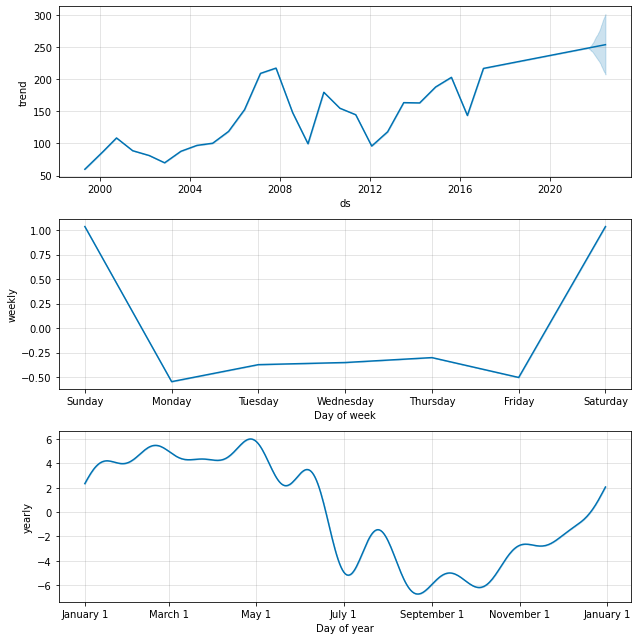 300
250
200
150
100
50
trend
2000 2004 2008 2012 2016 2020
ds
1.00
0.75
0.50
0.25
0.00
−0.25
−0.50
weekly
Sunday Monday Tuesday Wednesday Thursday Friday Saturday
Day of week
6
4
2
0
−2
−4
−6
yearly
January 1 March 1 May 1 July 1 September 1 November 1 January 1
Day of year